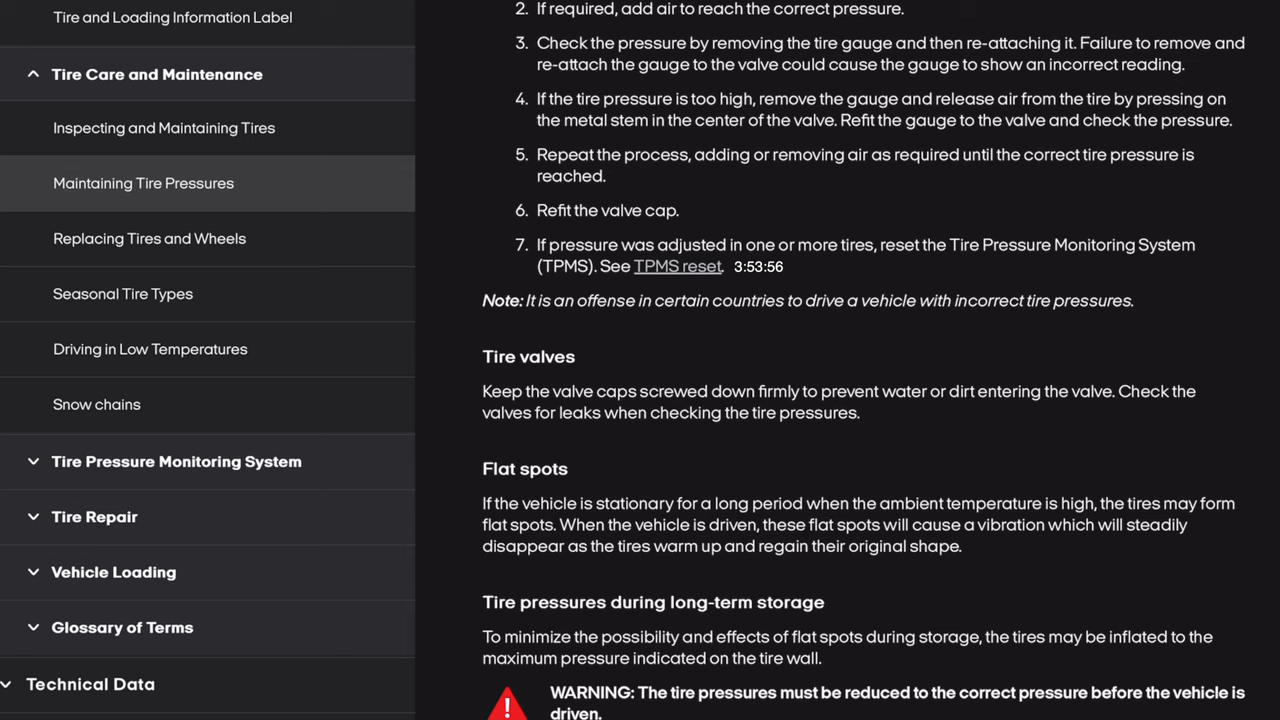 Tire and Loading Information Label
Tire Care and Maintenance
Inspecting and Maintaining Tires
Maintaining Tire Pressures
Replacing Tires and Wheels
Seasonal Tire Types
Driving in Low Temperatures
Snow chains
Tire Pressure Monitoring System
Tire Repair
Vehicle Loading
Glossary of Terms
Technical Data
2. If required, add air to reach the correct pressure.
3. Check the pressure by removing the tire gauge and then re-attaching it. Failure to remove and
re-attach the gauge to the valve could cause the gauge to show an incorrect reading.
4. If the tire pressure is too high, remove the gauge and release air from the tire by pressing on
the metal stem in the center of the valve. Refit the gauge to the valve and check the pressure.
5. Repeat the process, adding or removing air as required until the correct tire pressure is
reached.
6. Refit the valve cap.
7. If pressure was adjusted in one or more tires, reset the Tire Pressure Monitoring System
(TPMS). See TPMS reset. 3:53:56
Note: It is an offense in certain countries to drive a vehicle with incorrect tire pressures.
Tire valves
Keep the valve caps screwed down firmly to prevent water or dirt entering the valve. Check the
valves for leaks when checking the tire pressures.
Flat spots
If the vehicle is stationary for a long period when the ambient temperature is high, the tires may form
flat spots. When the vehicle is driven, these flat spots will cause a vibration which will steadily
disappear as the tires warm up and regain their original shape.
Tire pressures during long-term storage
To minimize the possibility and effects of flat spots during storage, the tires may be inflated to the
maximum pressure indicated on the tire wall.
WARNING: The tire pressures must be reduced to the correct pressure before the vehicle is
driven.